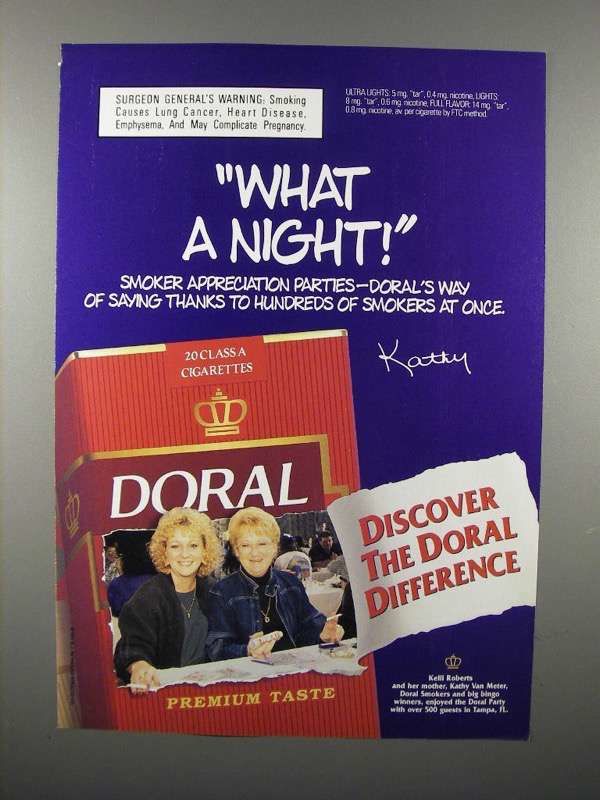 SURGEON GENERAL'S WARNING: Smoking
Causes Lung Cancer, Heart Disease,
Emphysema, And May Complicate Pregnancy.
ULTRA LIGHTS: 5 mg. "tar", 0.4 mg. nicotine, LIGHTS:
8 mg. "tar", 0.6 mg. nicotine, FULL FLAVOR: 14 mg. "tar",
0.8 mg. nicotine, av. per cigarette by FTC method.
"WHAT
A NIGHT!"
SMOKER APPRECIATION PARTIES—DORAL'S WAY
OF SAYING THANKS TO HUNDREDS OF SMOKERS AT ONCE.
Kathy
20 CLASS A
CIGARETTES
DORAL
DISCOVER
THE DORAL
DIFFERENCE
PREMIUM TASTE
Kelli Roberts
and her mother, Kathy Van Meter,
Doral Smokers and big bingo
winners, enjoyed the Doral Party
with over 500 guests in Tampa, FL.